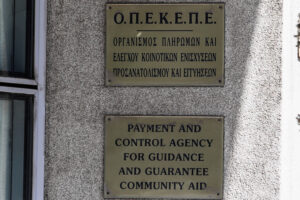 Ο.Π.Ε.Κ.Ε.Π.Ε.
ΟΡΓΑΝΙΣΜΟΣ ΠΛΗΡΩΜΩΝ ΚΑΙ
ΕΛΕΓΧΟΥ ΚΟΙΝΟΤΙΚΩΝ ΕΝΙΣΧΥΣΕΩΝ
ΠΡΟΣΑΝΑΤΟΛΙΣΜΟΥ ΚΑΙ ΕΓΓΥΗΣΕΩΝ
PAYMENT AND
CONTROL AGENCY
FOR GUIDANCE
AND GUARANTEE
COMMUNITY AID